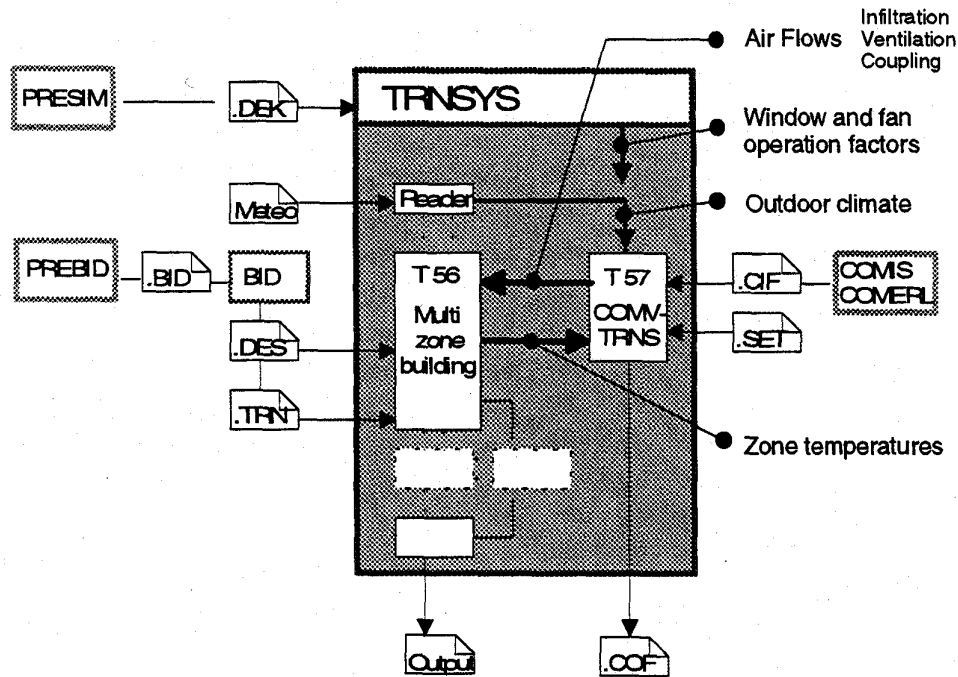 Infiltration
Air Flows Ventilation
Coupling
PRESIM
.DEK
TRNSYS
Window and fan
operation factors
Meteo
Reader
Outdoor climate
PREBID
.BID
BID
T 56
Multi
zone
building
T 57
COMV-
TRNS
.CIF
COMIS
COMERL
.SET
.DES
.TRN
Zone temperatures
Output
.COF